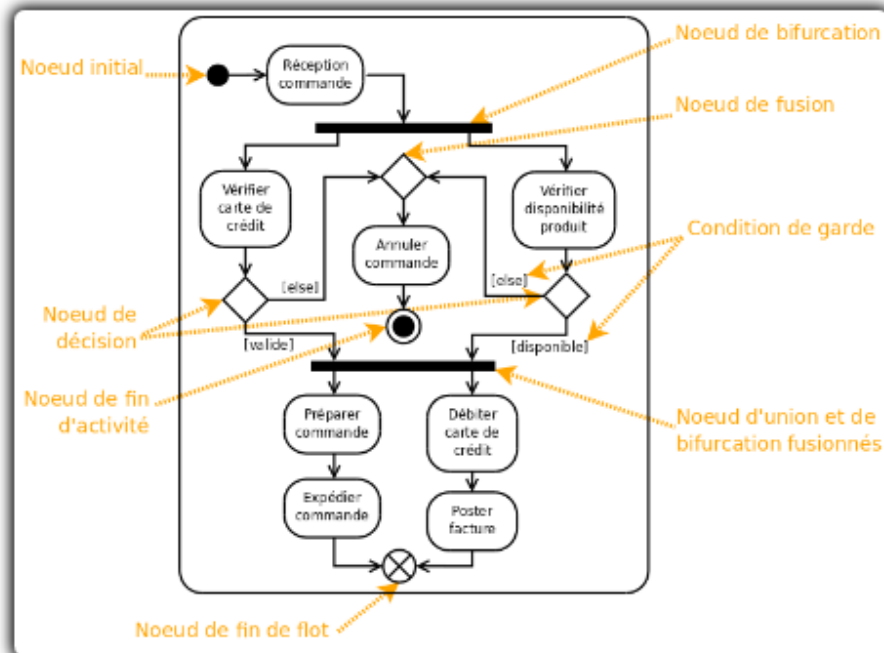 Noeud de bifurcation
Noeud initial
Réception
commande
Noeud de fusion
Vérifier
carte de
crédit
Vérifier
disponibilité
produit
Annuler
commande
Condition de garde
[else]
[else]
Noeud de
décision
[valide]
[disponible]
Noeud de fin
d'activité
Préparer
commande
Débiter
carte de
crédit
Noeud d'union et de
bifurcation fusionnés
Expédier
commande
Poster
facture
Noeud de fin de flot